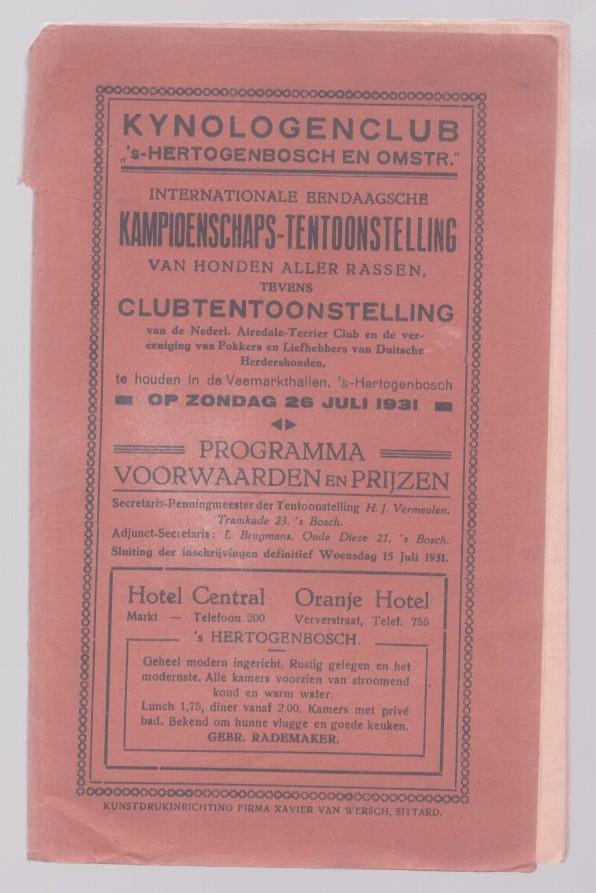 KYNOLOGENCLUB
„'s-HERTOGENBOSCH EN OMSTR."
INTERNATIONALE EENDAAGSCHE
KAMPIOENSCHAPS-TENTOONSTELLING
VAN HONDEN ALLER RASSEN,
TEVENS
CLUBTENTOONSTELLING
van de Nederl. Airedale-Terrier Club en de ver-
eeniging van Fokkers en Liefhebbers van Duitsche
Herdershonden,
te houden in de Veemarkthallen, 's-Hertogenbosch
OP ZONDAG 26 JULI 1931
PROGRAMMA
VOORWAARDEN EN PRIJZEN
Secretaris-Penningmeester der Tentoonstelling H. J. Vermeulen.
Tramkade 23, 's Bosch.
Adjunct-Secretaris: L. Brugmans, Oude Dieze 21, 's Bosch.
Sluiting der inschrijvingen definitief Woensdag 15 Juli 1931.
Hotel Central Oranje Hotel
Markt — Telefoon 200 Ververstraat, Telef. 755
's HERTOGENBOSCH.
Geheel modern ingericht. Rustig gelegen en het
modernste. Alle kamers voorzien van stroomend
koud en warm water.
Lunch 1,75, diner vanaf 2.00. Kamers met privé
bad. Bekend om hunne vlugge en goede keuken.
GEBR. RADEMAKER.
KUNSTDRUKINRICHTING FIRMA XAVIER VAN WERSCH, SITTARD.